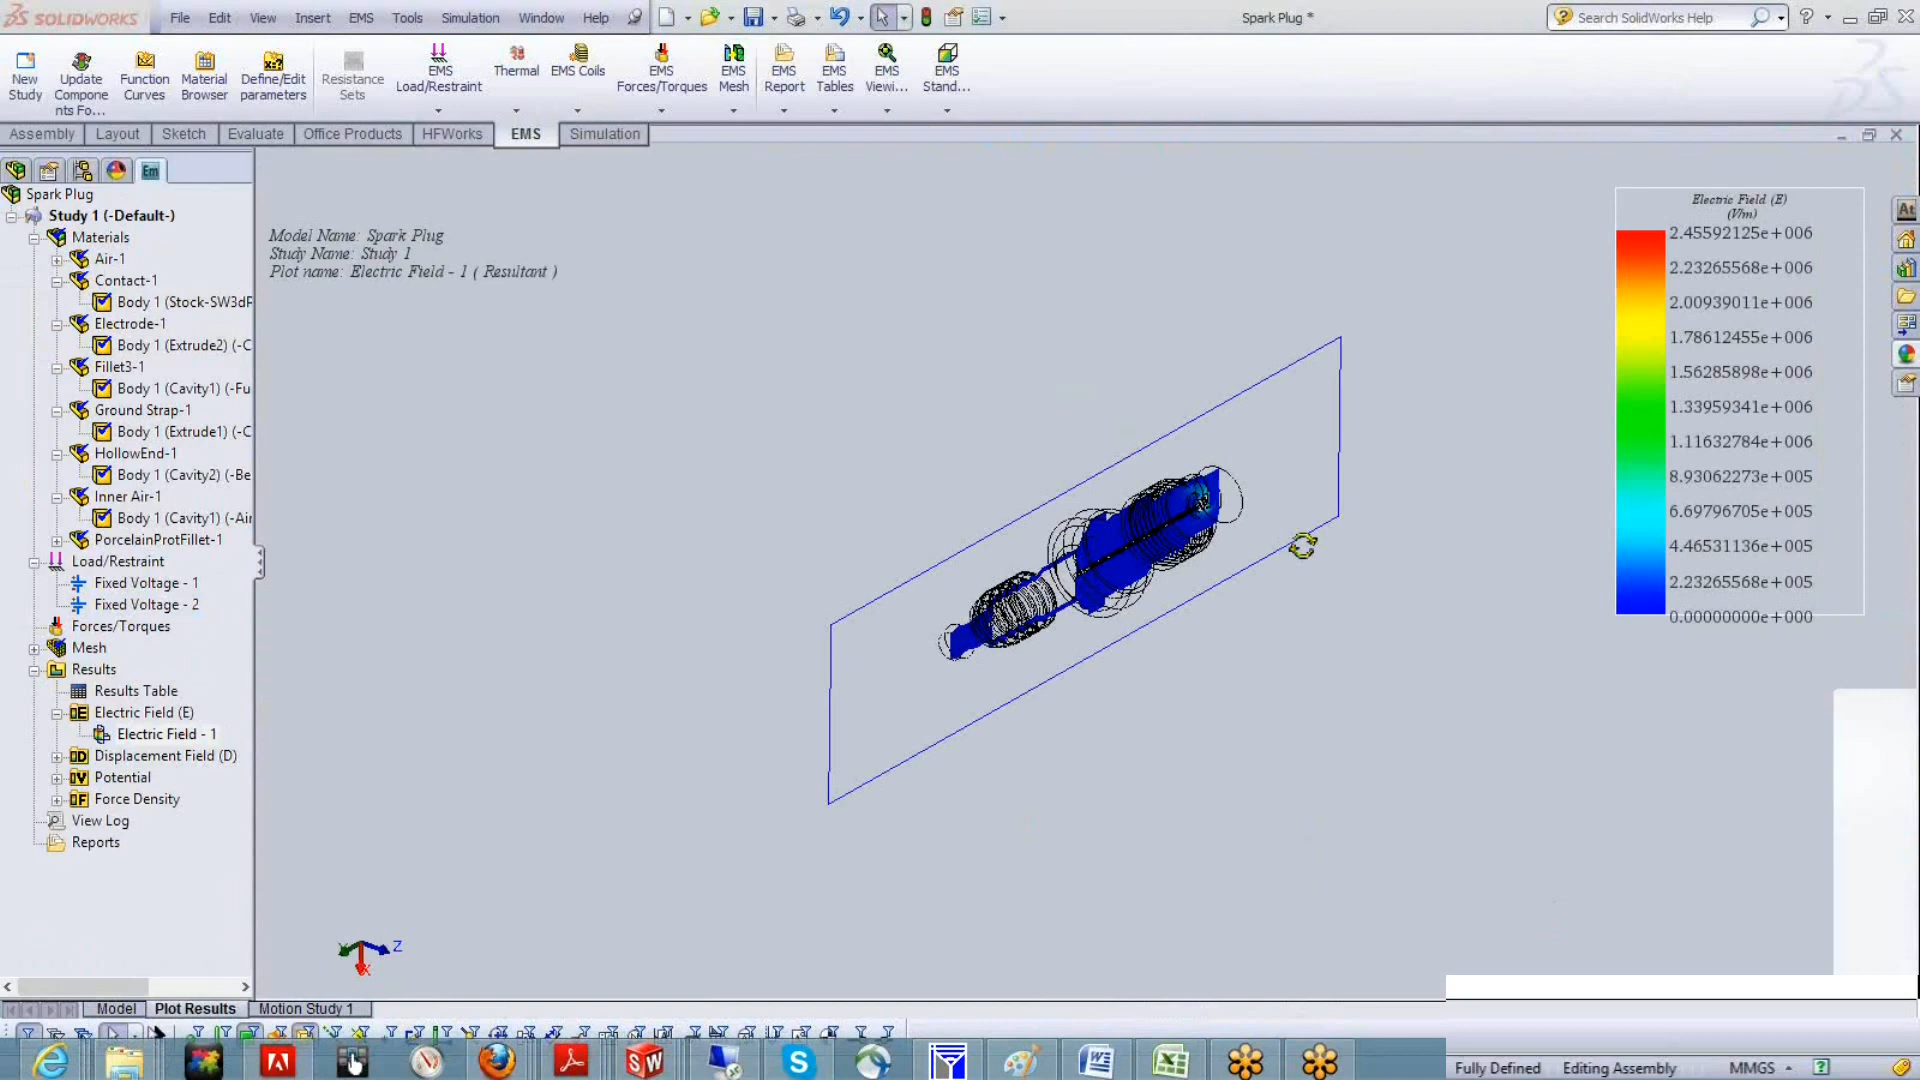 SOLIDWORKS File Edit View Insert EMS Tools Simulation Window Help Spark Plug * Search SolidWorks Help
New Study
Update Compone nts Fo...
Function Curves
Material Browser
Define/Edit parameters
Resistance Sets
EMS Load/Restraint
Thermal
EMS Coils
EMS Forces/Torques
EMS Mesh
EMS Report
EMS Tables
EMS Viewi...
EMS Stand...
Assembly Layout Sketch Evaluate Office Products HFWorks EMS Simulation
Em
Spark Plug
Study 1 (-Default-)
Materials
Air-1
Contact-1
Body 1 (Stock-SW3dF
Electrode-1
Body 1 (Extrude2) (-C
Fillet3-1
Body 1 (Cavity1) (-Fu
Ground Strap-1
Body 1 (Extrude1) (-C
HollowEnd-1
Body 1 (Cavity2) (-Be
Inner Air-1
Body 1 (Cavity1) (-Air
PorcelainProtFillet-1
Load/Restraint
Fixed Voltage - 1
Fixed Voltage - 2
Forces/Torques
Mesh
Results
Results Table
Electric Field (E)
Electric Field - 1
Displacement Field (D)
Potential
Force Density
View Log
Reports
Model Name: Spark Plug
Study Name: Study 1
Plot name: Electric Field - 1 ( Resultant )
Electric Field (E)
(V/m)
2.45592125e+006
2.23265568e+006
2.00939011e+006
1.78612455e+006
1.56285898e+006
1.33959341e+006
1.11632784e+006
8.93062273e+005
6.69796705e+005
4.46531136e+005
2.23265568e+005
0.00000000e+000
Z
X
Model Plot Results Motion Study 1
Fully Defined Editing Assembly MMGS